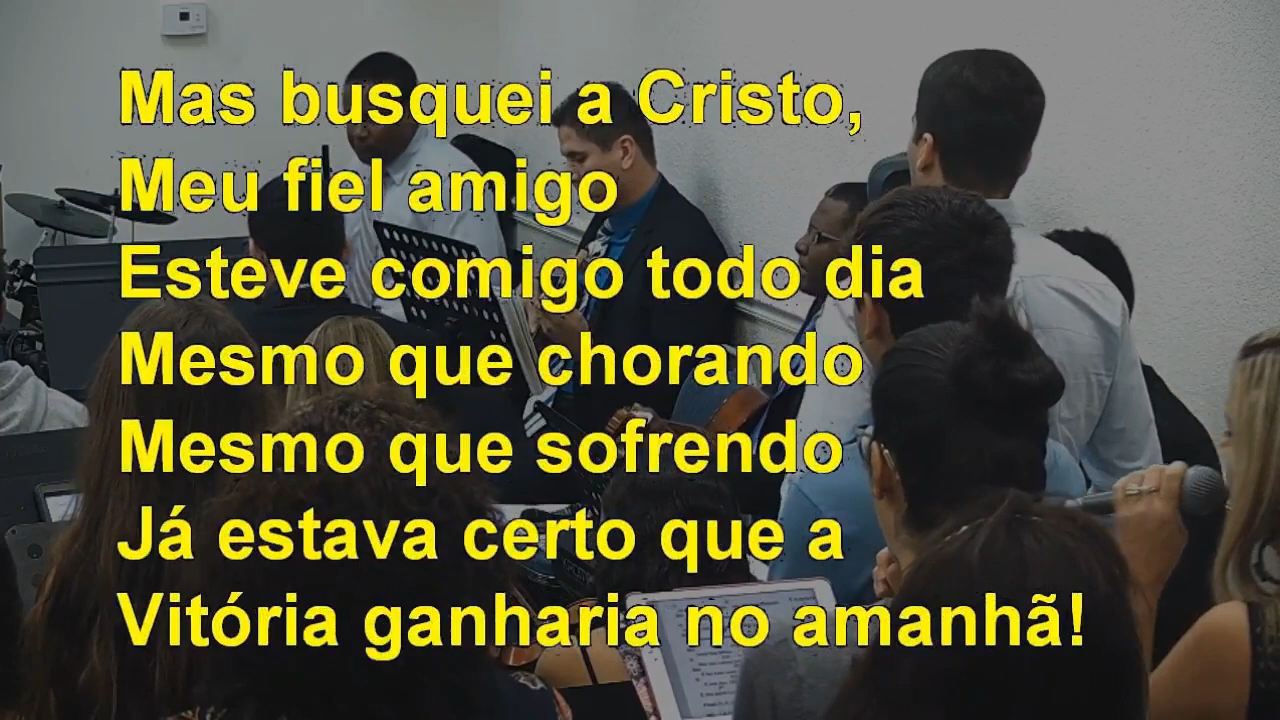 Mas busquei a Cristo,
Meu fiel amigo
Esteve comigo todo dia
Mesmo que chorando
Mesmo que sofrendo
Já estava certo que a
Vitória ganharia no amanhã!